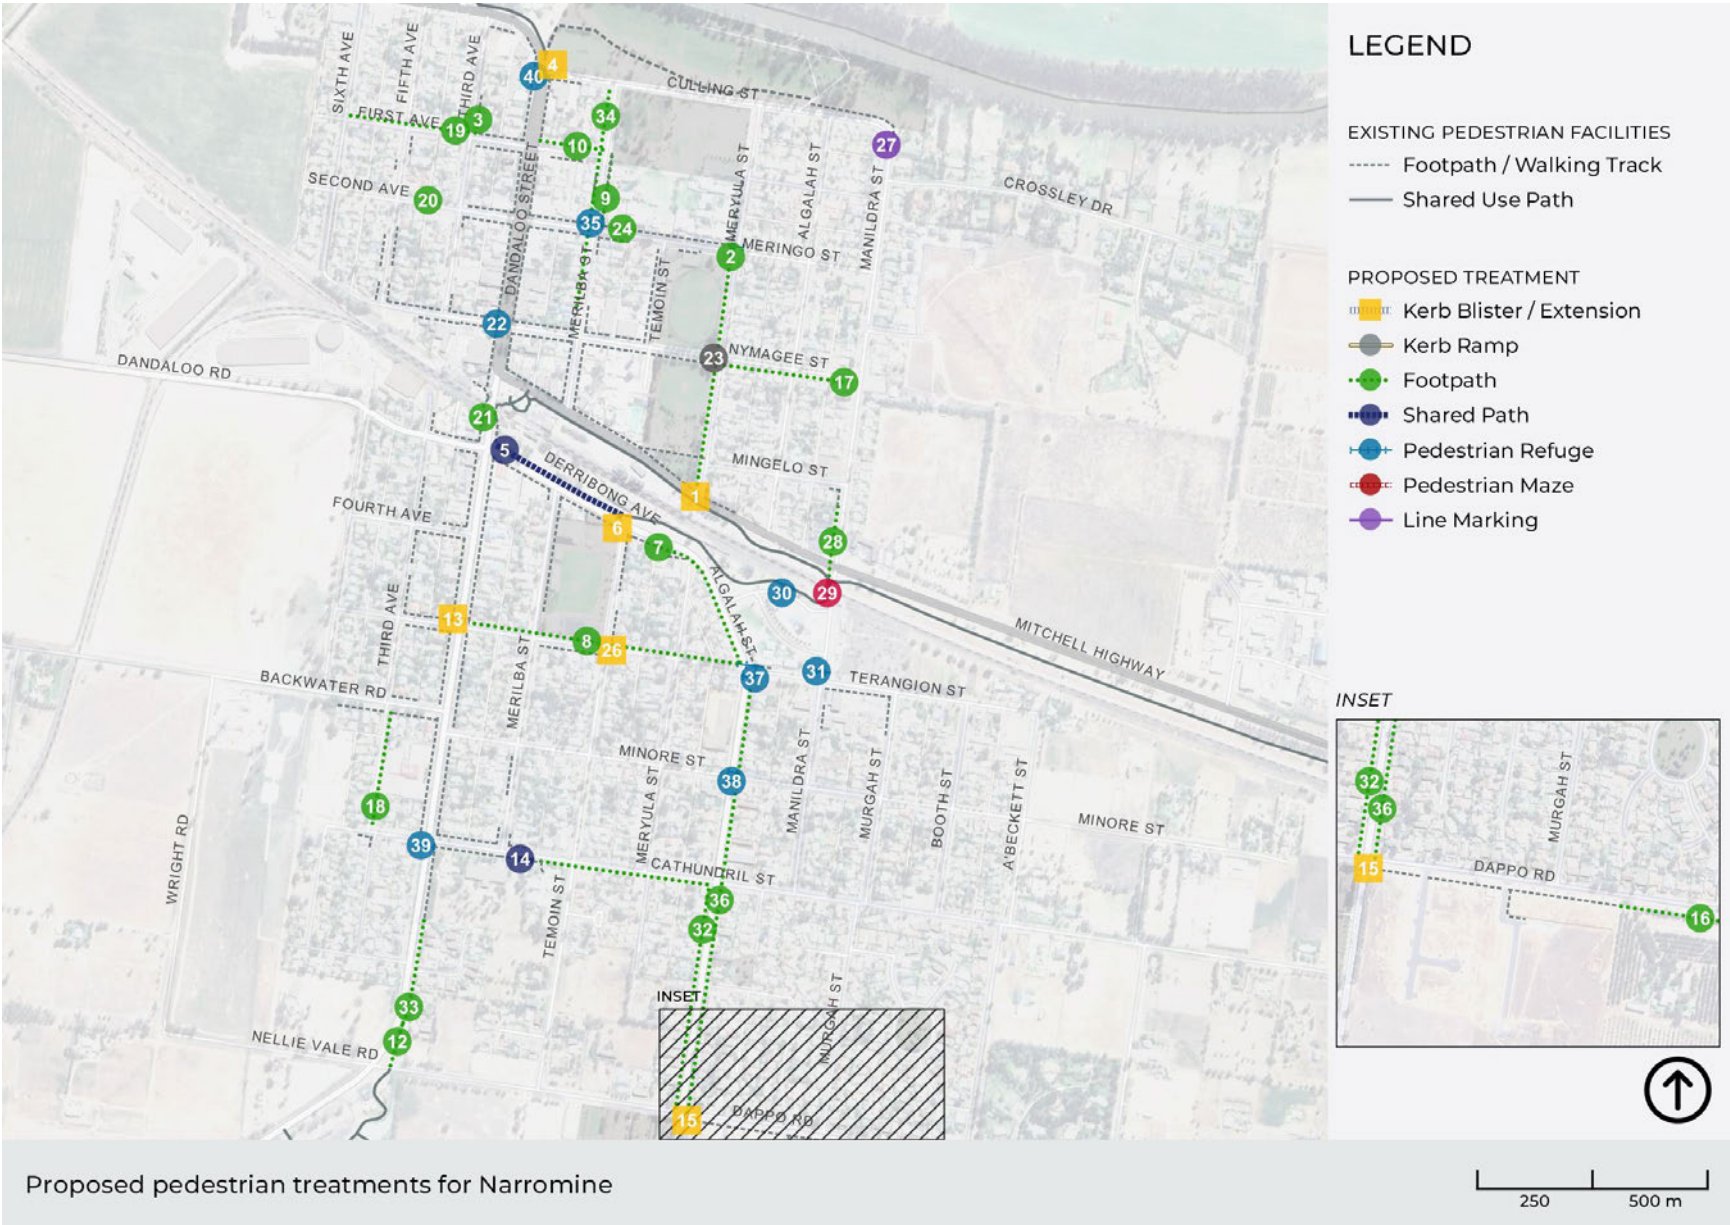 LEGEND
EXISTING PEDESTRIAN FACILITIES
Footpath / Walking Track
Shared Use Path
PROPOSED TREATMENT
Kerb Blister / Extension
Kerb Ramp
Footpath
Shared Path
Pedestrian Refuge
Pedestrian Maze
Line Marking
SIXTH AVE
FIFTH AVE
THIRD AVE
4
40
CULLING ST
FIRST AVE
19
3
34
10
27
SECOND AVE
20
DANDALOO STREET
9
35
24
MERYULA ST
ALGALAH ST
MANILDRA ST
CROSSLEY DR
2
MERINGO ST
MERILBA ST
TEMOIN ST
22
23
NYMAGEE ST
17
DANDALOO RD
21
5
DERRIBONG AVE
MINGELO ST
1
FOURTH AVE
6
7
28
ALGALAH ST
30
29
13
THIRD AVE
8
26
MITCHELL HIGHWAY
MERILBA ST
37
31
TERANGION ST
BACKWATER RD
MINORE ST
38
MANILDRA ST
MURGAH ST
BOOTH ST
A'BECKETT ST
MINORE ST
18
MERYULA ST
39
14
WRIGHT RD
CATHUNDRIL ST
TEMOIN ST
36
32
33
12
NELLIE VALE RD
INSET
MURGAH ST
15
DAPPO RD
INSET
32
36
MURGAH ST
15
DAPPO RD
16
Proposed pedestrian treatments for Narromine
250
500 m